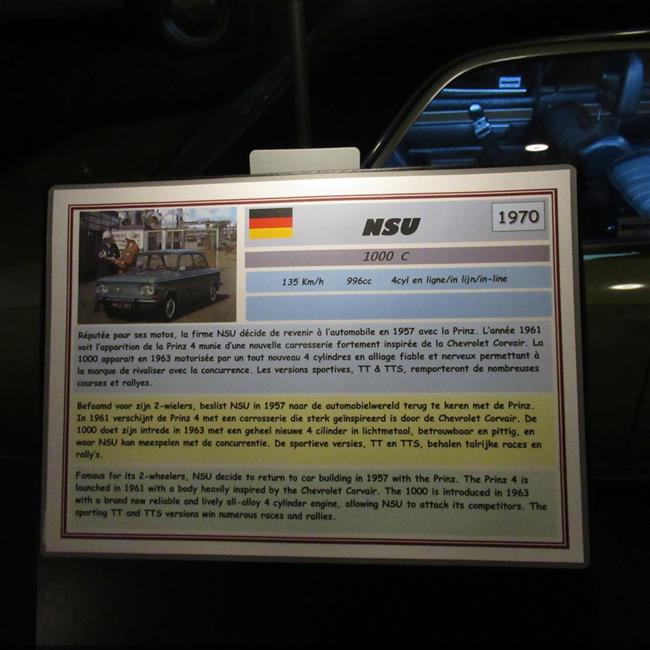 NSU
1970
1000 C
135 Km/h 996cc 4cyl en ligne/in lijn/in-line
Réputée pour ses motos, la firme NSU décide de revenir à l'automobile en 1957 avec la Prinz. L'année 1961
voit l'apparition de la Prinz 4 munie d'une nouvelle carrosserie fortement inspirée de la Chevrolet Corvair. La
1000 apparait en 1963 motorisée par un tout nouveau 4 cylindres en alliage fiable et nerveux permettant à
la marque de rivaliser avec la concurrence. Les versions sportives, TT & TTS, remporteront de nombreuses
courses et rallyes.
Befaamd voor zijn 2-wielers, beslist NSU in 1957 naar de automobielwereld terug te keren met de Prinz.
In 1961 verschijnt de Prinz 4 met een carrosserie die sterk geïnspireerd is door de Chevrolet Corvair. De
1000 doet zijn intrede in 1963 met een geheel nieuwe 4 cilinder in lichtmetaal, betrouwbaar en pittig, en
waar NSU kan meespelen met de concurrentie. De sportieve versies, TT en TTS, behalen talrijke races en
rally's.
Famous for its 2-wheelers, NSU decide to return to car building in 1957 with the Prinz. The Prinz 4 is
launched in 1961 with a body heavily inspired by the Chevrolet Corvair. The 1000 is introduced in 1963
with a brand new reliable and lively all-alloy 4 cylinder engine, allowing NSU to attack its competitors. The
sporting TT and TTS versions win numerous races and rallies.